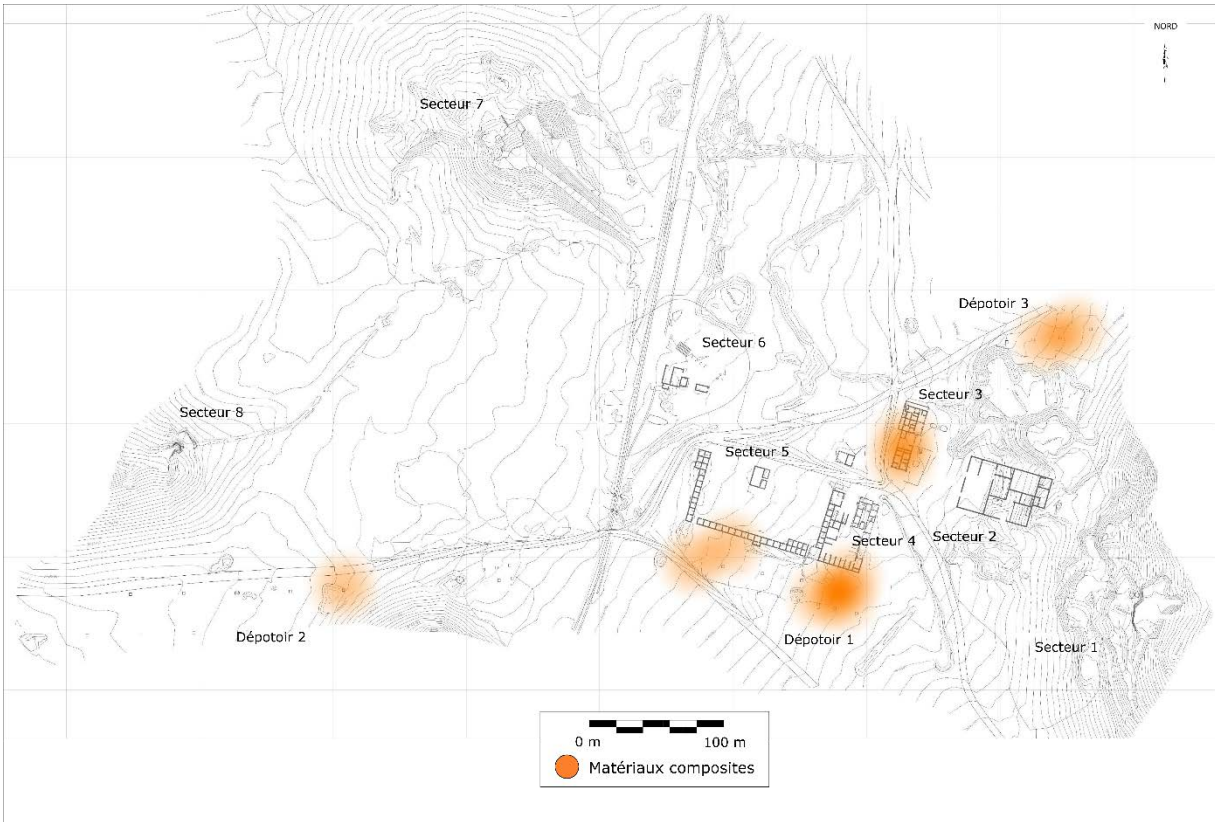 NORD
Secteur 7
Dépotoir 3
Secteur 6
Secteur 3
Secteur 8
Secteur 5
Secteur 4
Secteur 2
Dépotoir 2
Dépotoir 1
Secteur 1
0 m 100 m
Matériaux composites